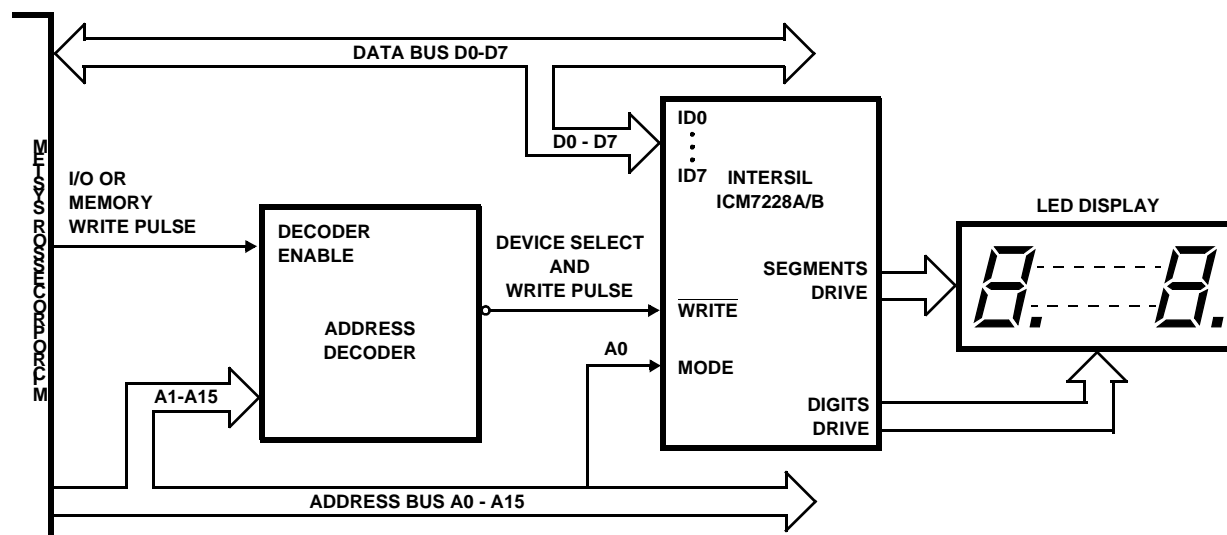 DATA BUS D0-D7
MICROPROCESSOR SYSTEM
I/O OR
MEMORY
WRITE PULSE
DECODER
ENABLE
ADDRESS
DECODER
A1-A15
DEVICE SELECT
AND
WRITE PULSE
A0
D0 - D7
ID0
ID7
INTERSIL
ICM7228A/B
SEGMENTS
DRIVE
WRITE
MODE
DIGITS
DRIVE
LED DISPLAY
8. 8.
ADDRESS BUS A0 - A15